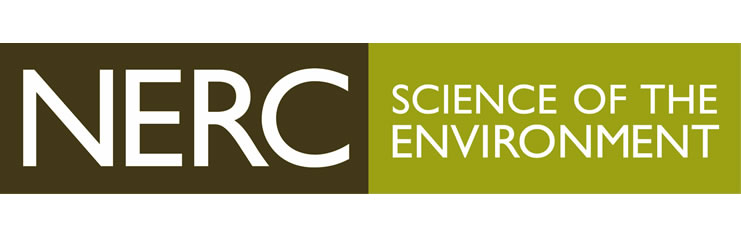 NERC
SCIENCE OF THE
ENVIRONMENT